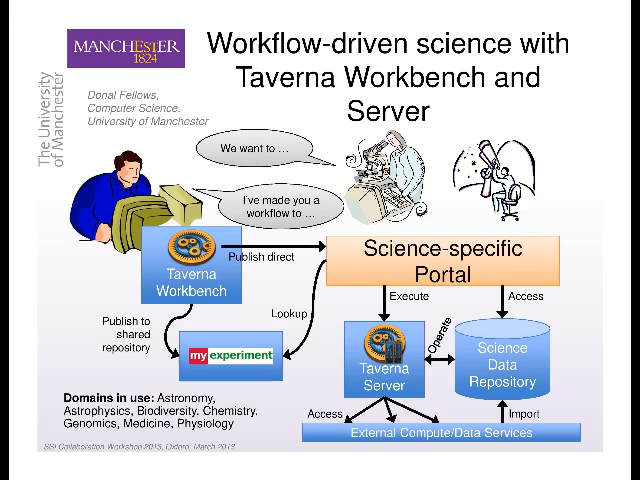 MANCHESTER
1824
The University
of Manchester
Workflow-driven science with
Taverna Workbench and
Server
Donal Fellows,
Computer Science.
University of Manchester
We want to …
I've made you a
workflow to …
Taverna
Workbench
Publish direct
Science-specific
Portal
Publish to
shared
repository
Lookup
Execute
Access
my experiment
Taverna
Server
Operate
Science
Data
Repository
Domains in use: Astronomy,
Astrophysics, Biodiversity, Chemistry.
Genomics, Medicine, Physiology
Access
Import
External Compute/Data Services
SSI Collaboration Workshop 2013, Oxford, March 2013